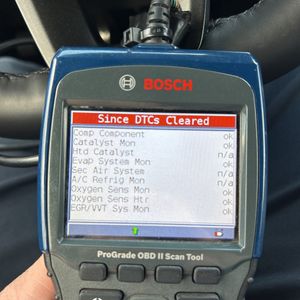 BOSCH
Since DTCs Cleared
Comp Component ok
Catalyst Mon ok
Htd Catalyst n/a
Evap System Mon ok
Sec Air System n/a
A/C Refrig Mon n/a
Oxygen Sens Mon ok
Oxygen Sens Htr ok
EGR/VVT Sys Mon ok
ProGrade OBD II Scan Tool